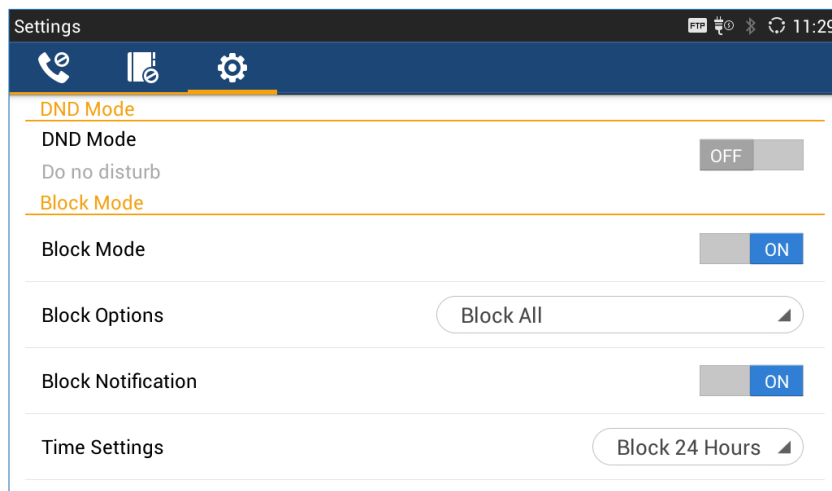 Settings FTP 11:29
DND Mode
DND Mode
OFF
Do no disturb
Block Mode
Block Mode ON
Block Options Block All
Block Notification ON
Time Settings Block 24 Hours